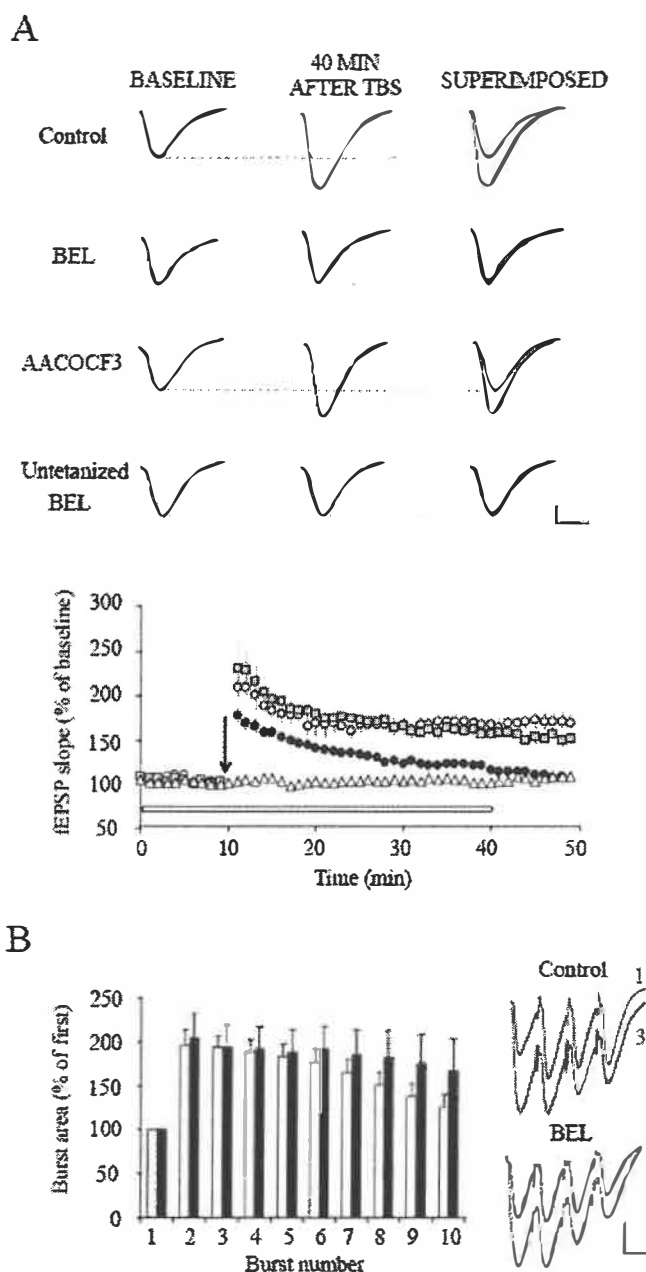 A
BASELINE
40 MIN
AFTER TBS
SUPERIMPOSED
Control
BEL
AACOCF3
Untetanized
BEL
300
250
200
150
100
50
fEPSP slope (% of baseline)
0 10 20 30 40 50
Time (min)
B
250
200
150
100
50
0
Burst area (% of first)
1 2 3 4 5 6 7 8 9 10
Burst number
Control
1
3
BEL